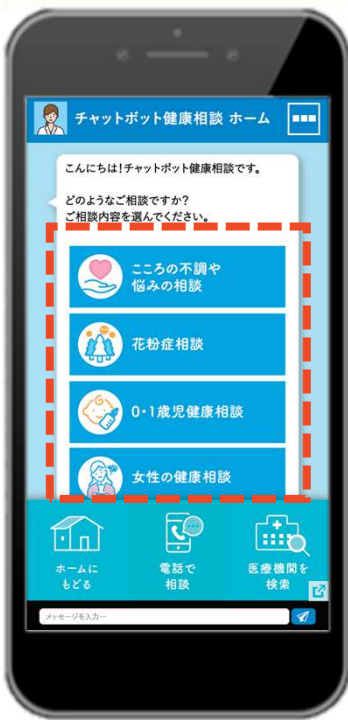 チャットボット健康相談 ホーム
こんにちは!チャットボット健康相談です。
どのようなご相談ですか?
ご相談内容を選んでください。
こころの不調や
悩みの相談
花粉症相談
0・1歳児健康相談
女性の健康相談
ホームに
もどる
電話で
相談
医療機関を
検索
メッセージを入力…